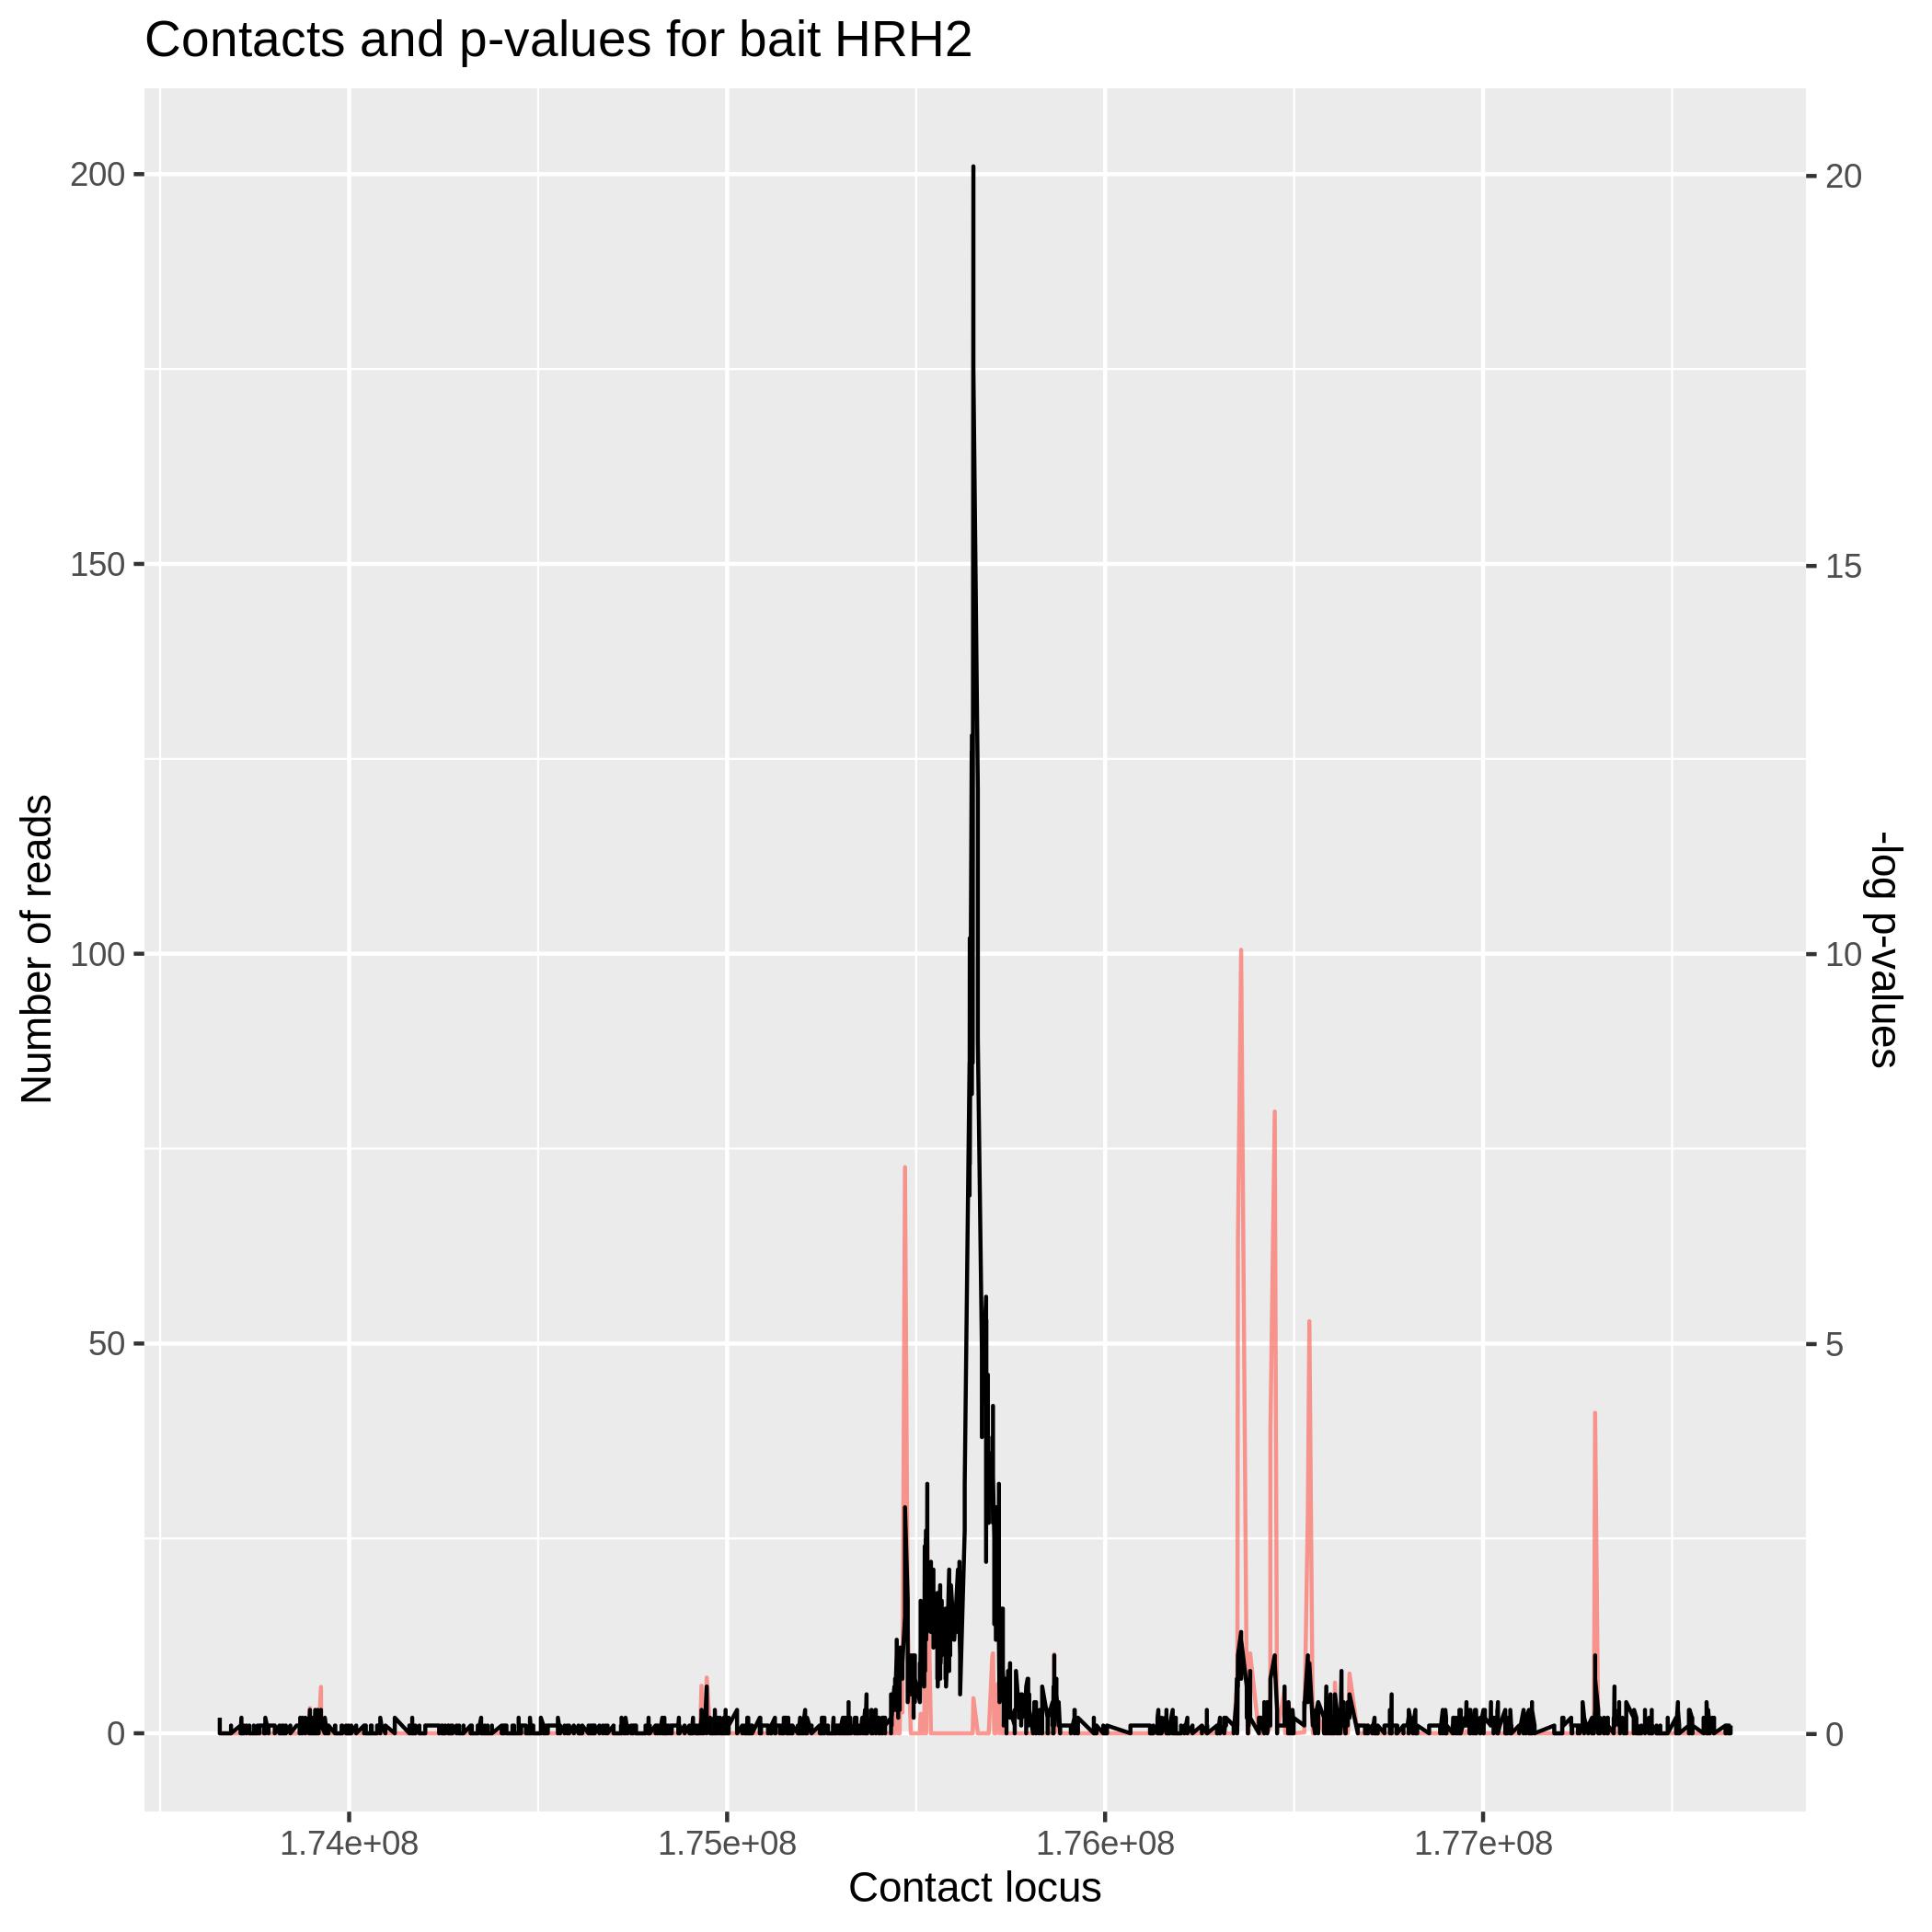 Contacts and p-values for bait HRH2
200
150
100
50
0
Number of reads
20
15
10
5
0
-log p-values
1.74e+08
1.75e+08
1.76e+08
1.77e+08
Contact locus